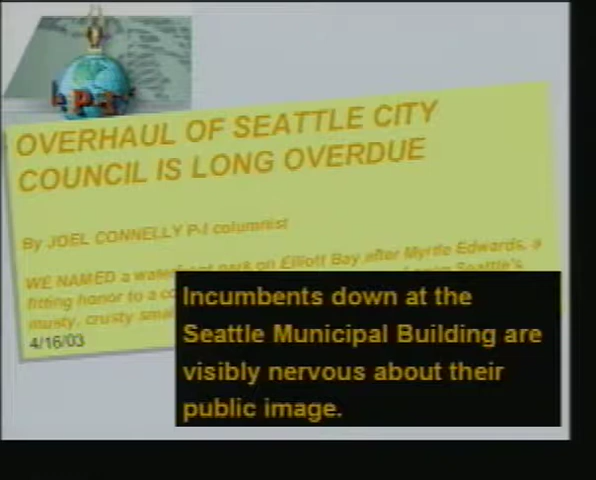 P-I
OVERHAUL OF SEATTLE CITY
COUNCIL IS LONG OVERDUE
By JOEL CONNELLY P-I columnist
WE NAMED a waterfront park on Elliott Bay after Myrtle Edwards, a
fitting honor to a Seattle's
musty, crusty
4/16/03
Incumbents down at the
Seattle Municipal Building are
visibly nervous about their
public image.